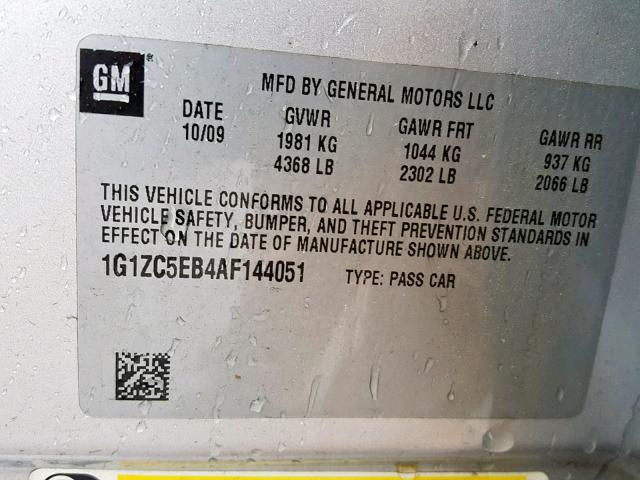 GM®
MFD BY GENERAL MOTORS LLC
DATE GVWR GAWR FRT GAWR RR
10/09 1981 KG 1044 KG 937 KG
4368 LB 2302 LB 2066 LB
THIS VEHICLE CONFORMS TO ALL APPLICABLE U.S. FEDERAL MOTOR
VEHICLE SAFETY, BUMPER, AND THEFT PREVENTION STANDARDS IN
EFFECT ON THE DATE OF MANUFACTURE SHOWN ABOVE.
1G1ZC5EB4AF144051 TYPE: PASS CAR